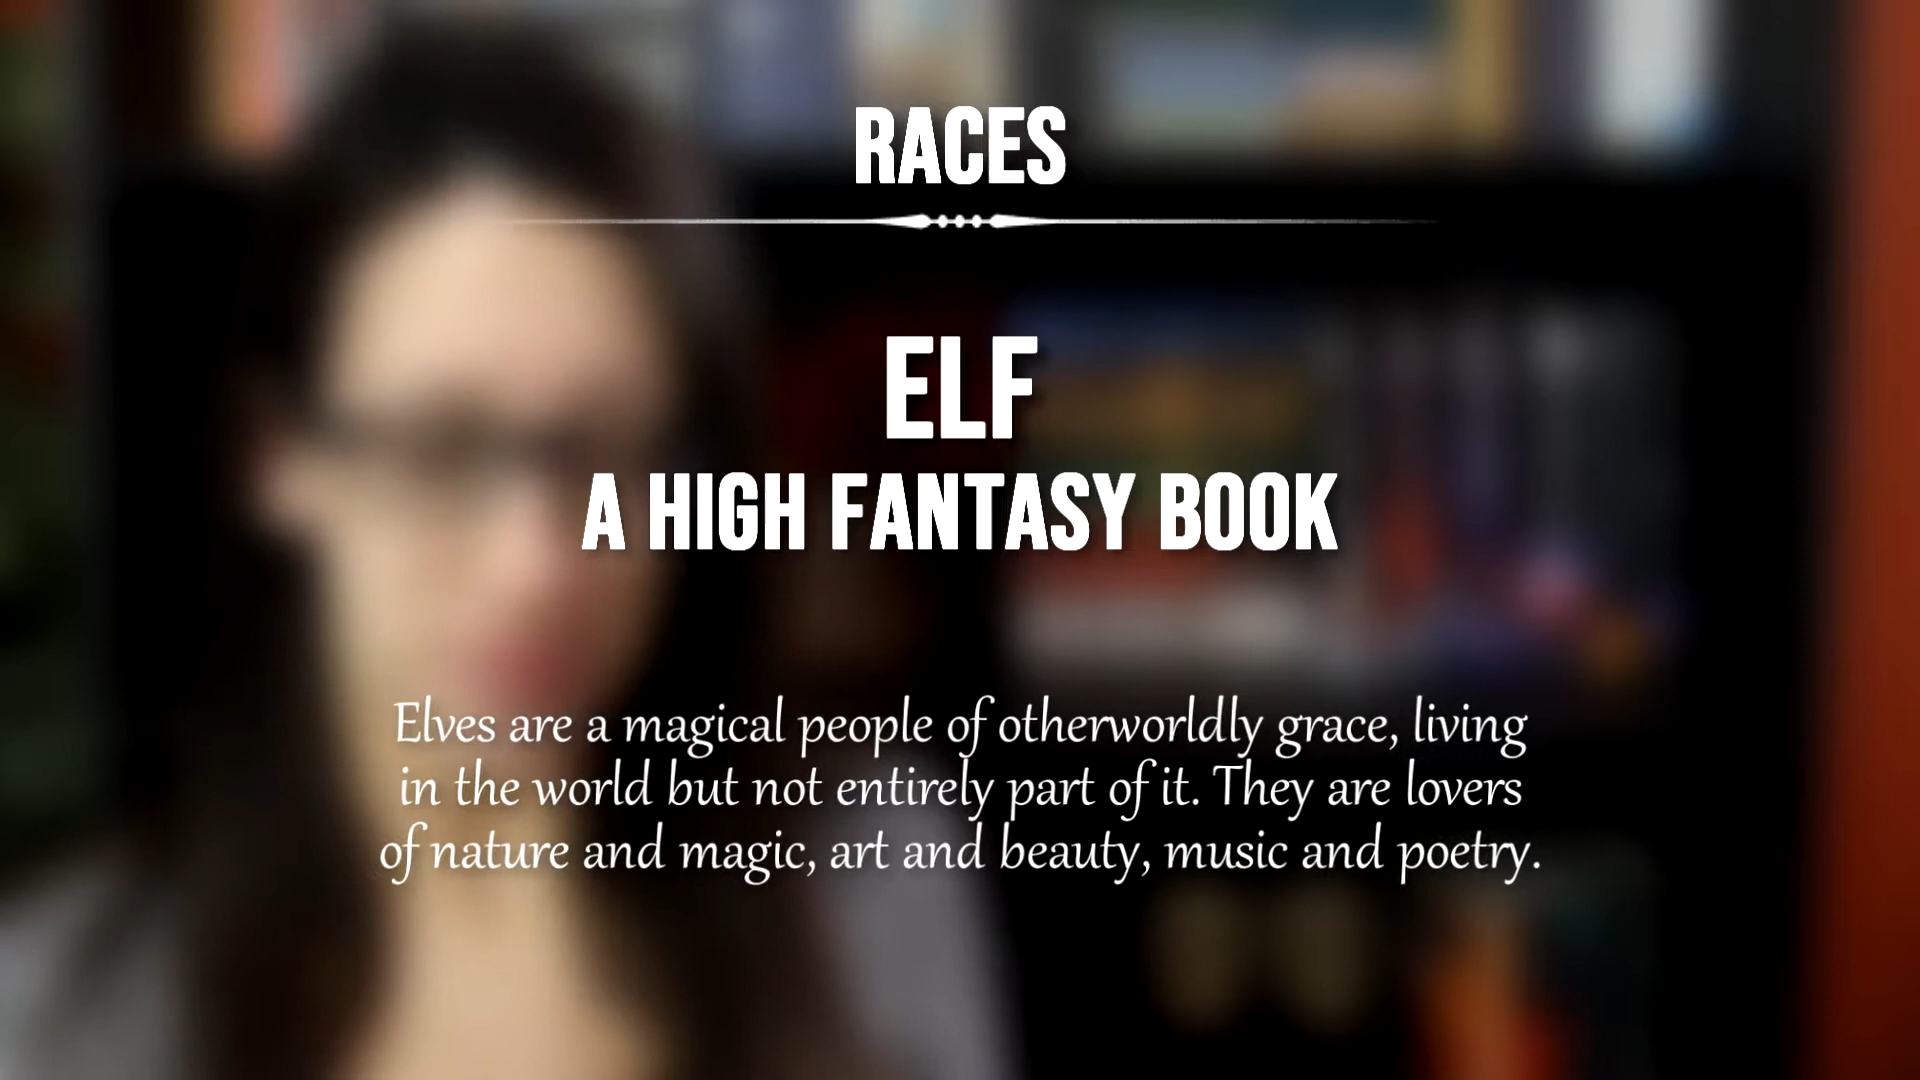 RACES
ELF
A HIGH FANTASY BOOK
Elves are a magical people of otherworldly grace, living
in the world but not entirely part of it. They are lovers
of nature and magic, art and beauty, music and poetry.